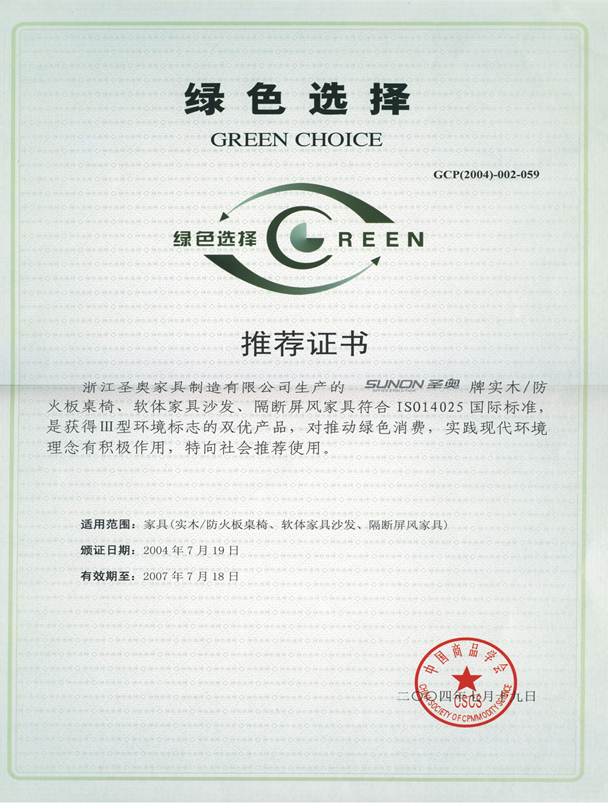 绿色选择
GREEN CHOICE
GCP(2004)-002-059
绿色选择 GREEN
推荐证书
浙江圣奥家具制造有限公司生产的 SUNON 圣奥 牌实木/防
火板桌椅、软体家具沙发、隔断屏风家具符合 ISO14025 国际标准，
是获得Ⅲ型环境标志的双优产品，对推动绿色消费，实践现代环境
理念有积极作用，特向社会推荐使用。
适用范围：家具(实木/防火板桌椅、软体家具沙发、隔断屏风家具)
颁证日期：2004 年 7 月 19 日
有效期至：2007 年 7 月 18 日
中国商品学会
二〇〇四年七月十九日
CSCS
CHINA SOCIETY OF CPMMODITY SCIENCE